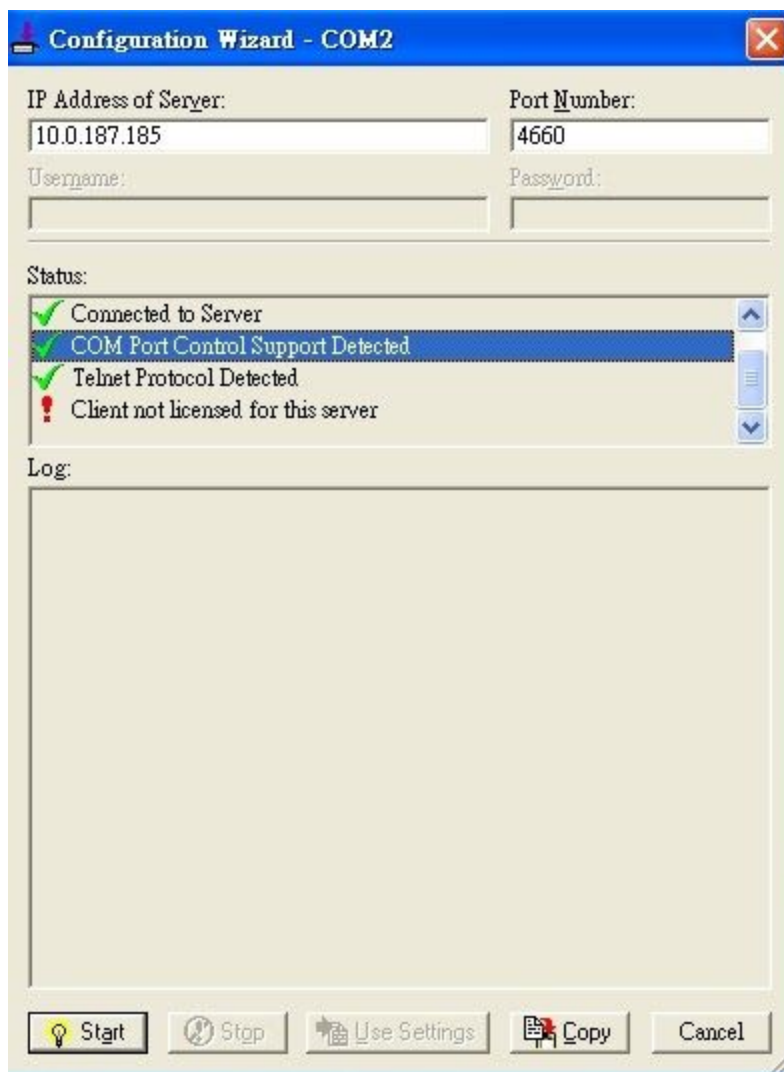 Configuration Wizard - COM2
IP Address of Server:
Port Number:
10.0.187.185
4660
Username:
Password:
Status:
Connected to Server
COM Port Control Support Detected
Telnet Protocol Detected
Client not licensed for this server
Log:
Start
Stop
Use Settings
Copy
Cancel